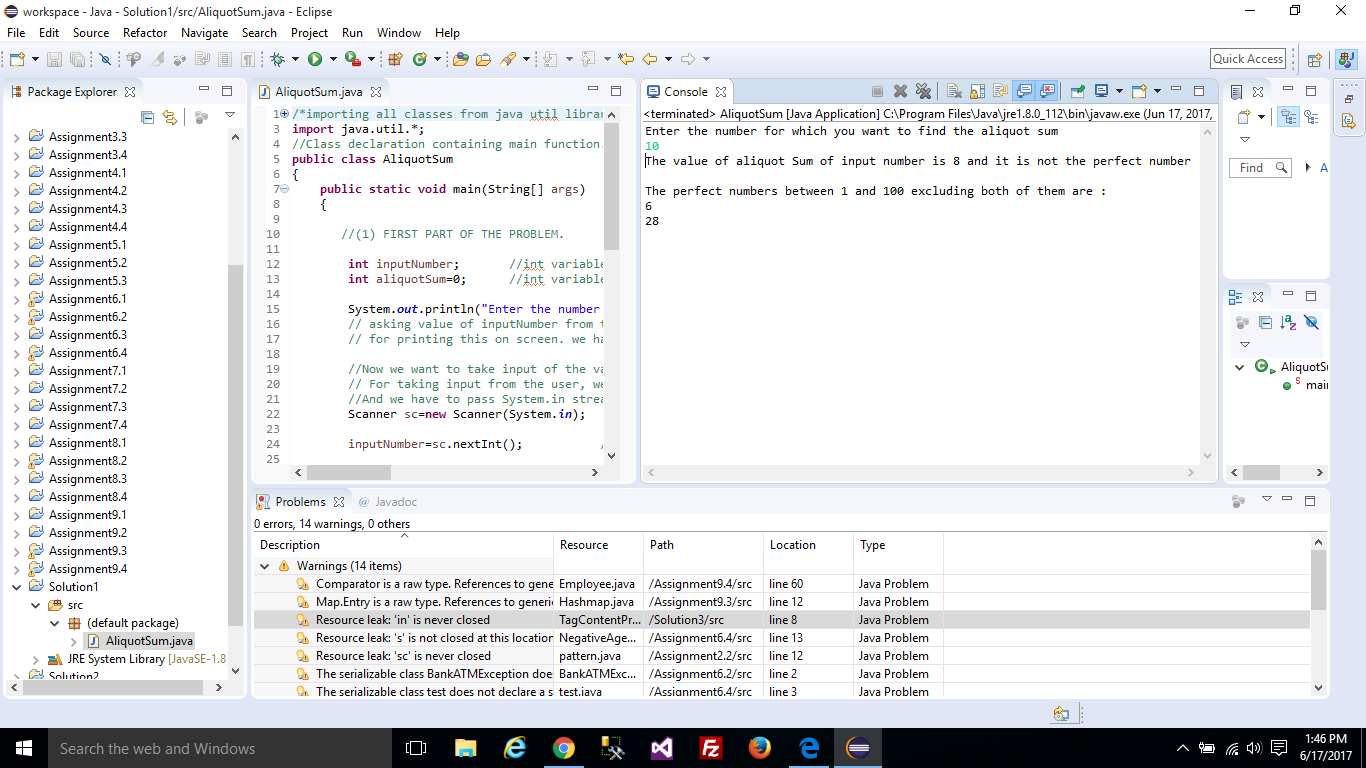 workspace - Java - Solution1/src/AliquotSum.java - Eclipse
File Edit Source Refactor Navigate Search Project Run Window Help
Quick Access
Package Explorer
Assignment3.3
Assignment3.4
Assignment4.1
Assignment4.2
Assignment4.3
Assignment4.4
Assignment5.1
Assignment5.2
Assignment5.3
Assignment6.1
Assignment6.2
Assignment6.3
Assignment6.4
Assignment7.1
Assignment7.2
Assignment7.3
Assignment7.4
Assignment8.1
Assignment8.2
Assignment8.3
Assignment8.4
Assignment9.1
Assignment9.2
Assignment9.3
Assignment9.4
Solution1
src
(default package)
AliquotSum.java
JRE System Library [JavaSE-1.8
Solution2
AliquotSum.java
1 /*importing all classes from java util librar
3 import java.util.*;
4 //Class declaration containing main function.
5 public class AliquotSum
6 {
7 public static void main(String[] args)
8 {
9
10 //(1) FIRST PART OF THE PROBLEM.
11
12 int inputNumber; //int variable
13 int aliquotSum=0; //int variable
14
15 System.out.println("Enter the number
16 // asking value of inputNumber from t
17 // for printing this on screen. we ha
18
19 //Now we want to take input of the va
20 // For taking input from the user, we
21 //And we have to pass System.in strea
22 Scanner sc=new Scanner(System.in);
23
24 inputNumber=sc.nextInt(); /
25
Console
<terminated> AliquotSum [Java Application] C:\Program Files\Java\jre1.8.0_112\bin\javaw.exe (Jun 17, 2017,
Enter the number for which you want to find the aliquot sum
10
The value of aliquot Sum of input number is 8 and it is not the perfect number
The perfect numbers between 1 and 100 excluding both of them are :
6
28
Find
A
AliquotSu
mai
Problems @ Javadoc
0 errors, 14 warnings, 0 others
Description Resource Path Location Type
Warnings (14 items)
Comparator is a raw type. References to gene Employee.java /Assignment9.4/src line 60 Java Problem
Map.Entry is a raw type. References to generi Hashmap.java /Assignment9.3/src line 12 Java Problem
Resource leak: 'in' is never closed TagContentPr... /Solution3/src line 8 Java Problem
Resource leak: 's' is not closed at this location NegativeAge... /Assignment6.4/src line 13 Java Problem
Resource leak: 'sc' is never closed pattern.java /Assignment2.2/src line 12 Java Problem
The serializable class BankATMException doe BankATMExc... /Assignment6.2/src line 2 Java Problem
The serializable class test does not declare a s test.java /Assignment6.4/src line 3 Java Problem
Search the web and Windows
1:46 PM
6/17/2017